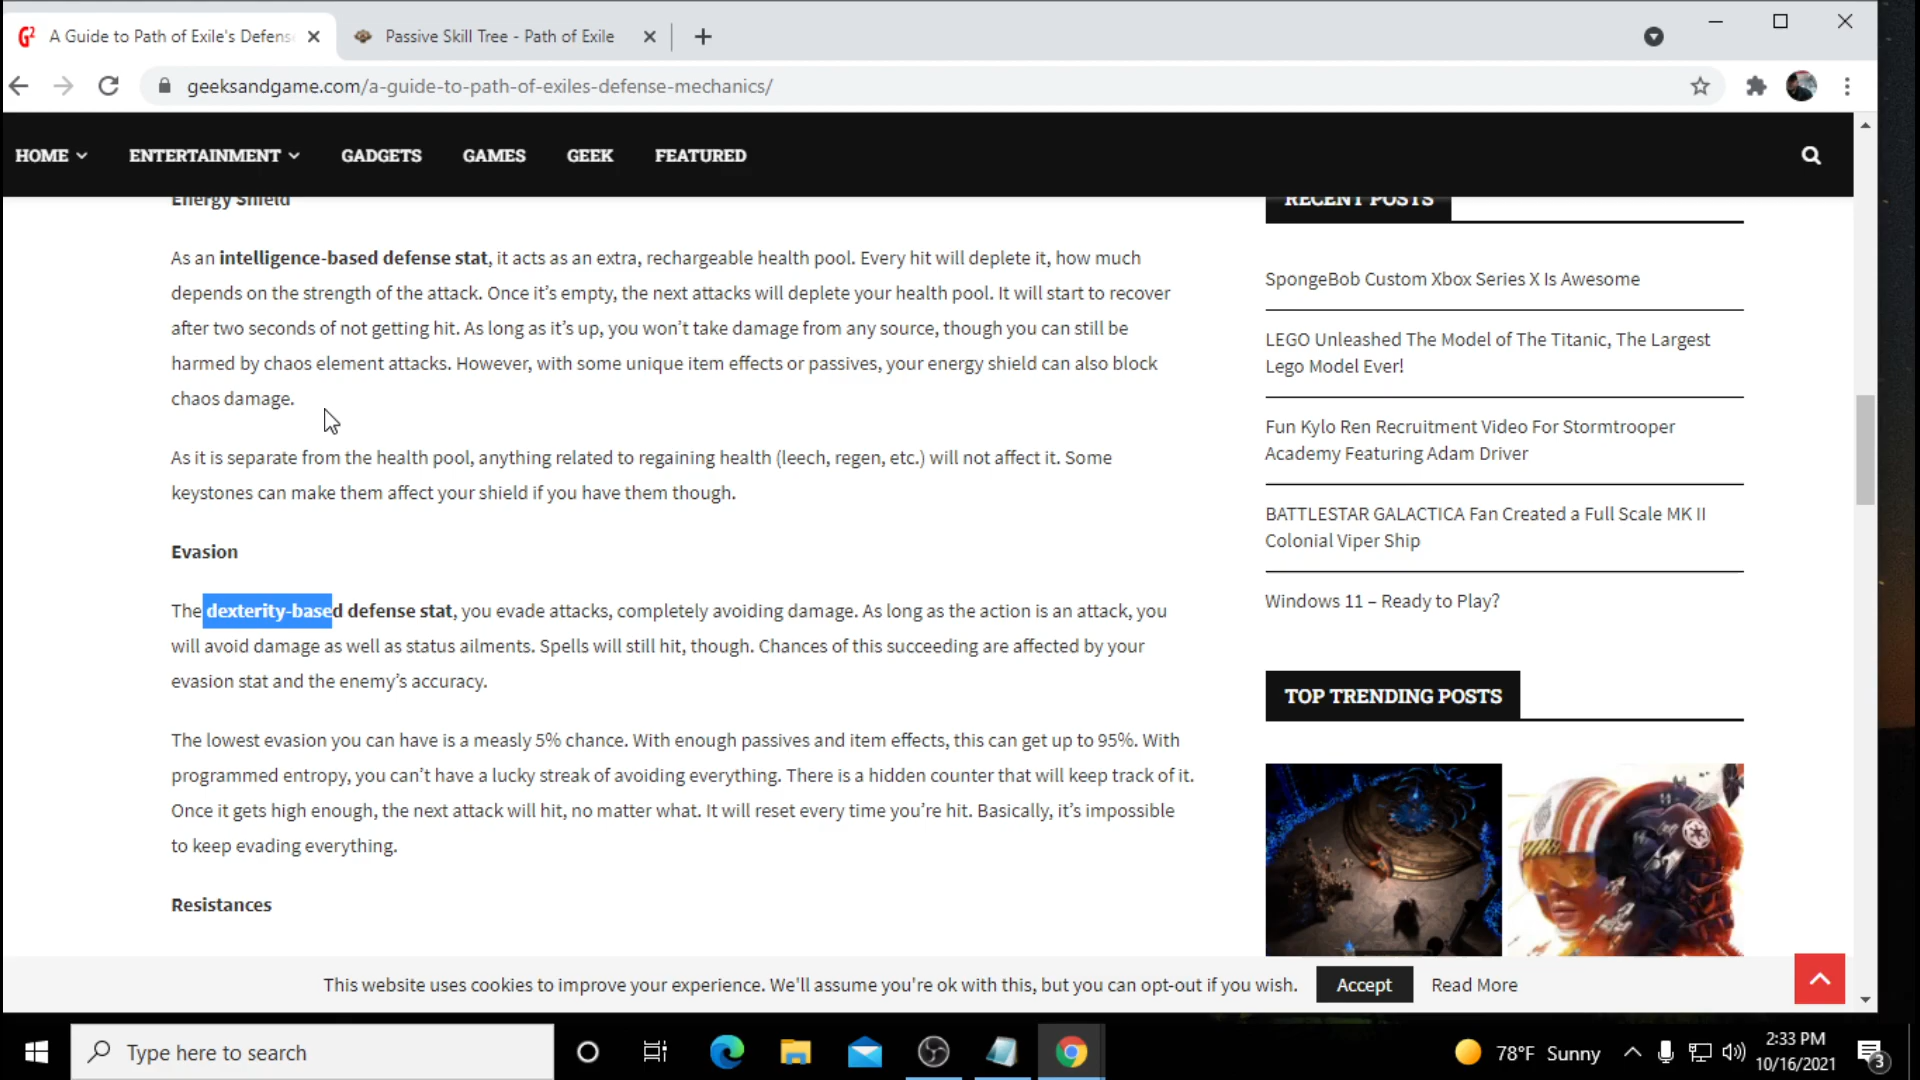 A Guide to Path of Exile's Defens
Passive Skill Tree - Path of Exile
geeksandgame.com/a-guide-to-path-of-exiles-defense-mechanics/
HOME
ENTERTAINMENT
GADGETS
GAMES
GEEK
FEATURED
Energy Shield
As an intelligence-based defense stat, it acts as an extra, rechargeable health pool. Every hit will deplete it, how much
depends on the strength of the attack. Once it’s empty, the next attacks will deplete your health pool. It will start to recover
after two seconds of not getting hit. As long as it’s up, you won’t take damage from any source, though you can still be
harmed by chaos element attacks. However, with some unique item effects or passives, your energy shield can also block
chaos damage.
As it is separate from the health pool, anything related to regaining health (leech, regen, etc.) will not affect it. Some
keystones can make them affect your shield if you have them though.
Evasion
The dexterity-based defense stat, you evade attacks, completely avoiding damage. As long as the action is an attack, you
will avoid damage as well as status ailments. Spells will still hit, though. Chances of this succeeding are affected by your
evasion stat and the enemy’s accuracy.
The lowest evasion you can have is a measly 5% chance. With enough passives and item effects, this can get up to 95%. With
programmed entropy, you can’t have a lucky streak of avoiding everything. There is a hidden counter that will keep track of it.
Once it gets high enough, the next attack will hit, no matter what. It will reset every time you’re hit. Basically, it’s impossible
to keep evading everything.
Resistances
RECENT POSTS
SpongeBob Custom Xbox Series X Is Awesome
LEGO Unleashed The Model of The Titanic, The Largest
Lego Model Ever!
Fun Kylo Ren Recruitment Video For Stormtrooper
Academy Featuring Adam Driver
BATTLESTAR GALACTICA Fan Created a Full Scale MK II
Colonial Viper Ship
Windows 11 – Ready to Play?
TOP TRENDING POSTS
This website uses cookies to improve your experience. We'll assume you're ok with this, but you can opt-out if you wish.
Accept
Read More
Type here to search
78°F Sunny
2:33 PM
10/16/2021
3